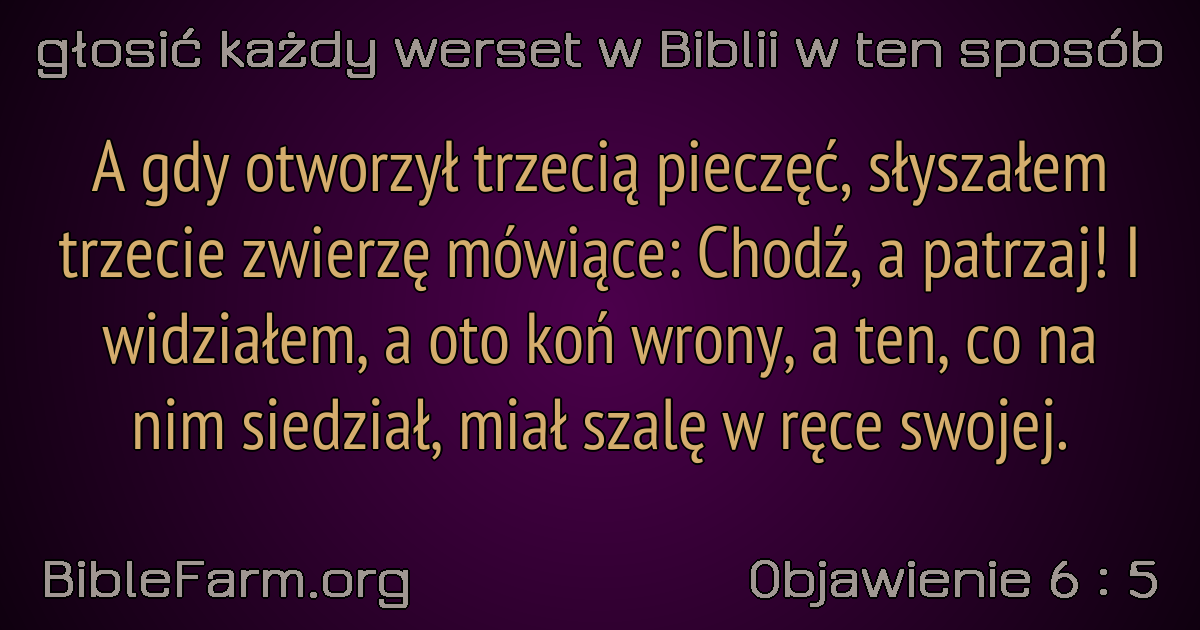 głosić każdy werset w Biblii w ten sposób
A gdy otworzył trzecią pieczęć, słyszałem
trzecie zwierzę mówiące: Chodź, a patrzaj! I
widziałem, a oto koń wrony, a ten, co na
nim siedział, miał szalę w ręce swojej.
BibleFarm.org
Objawienie 6 : 5